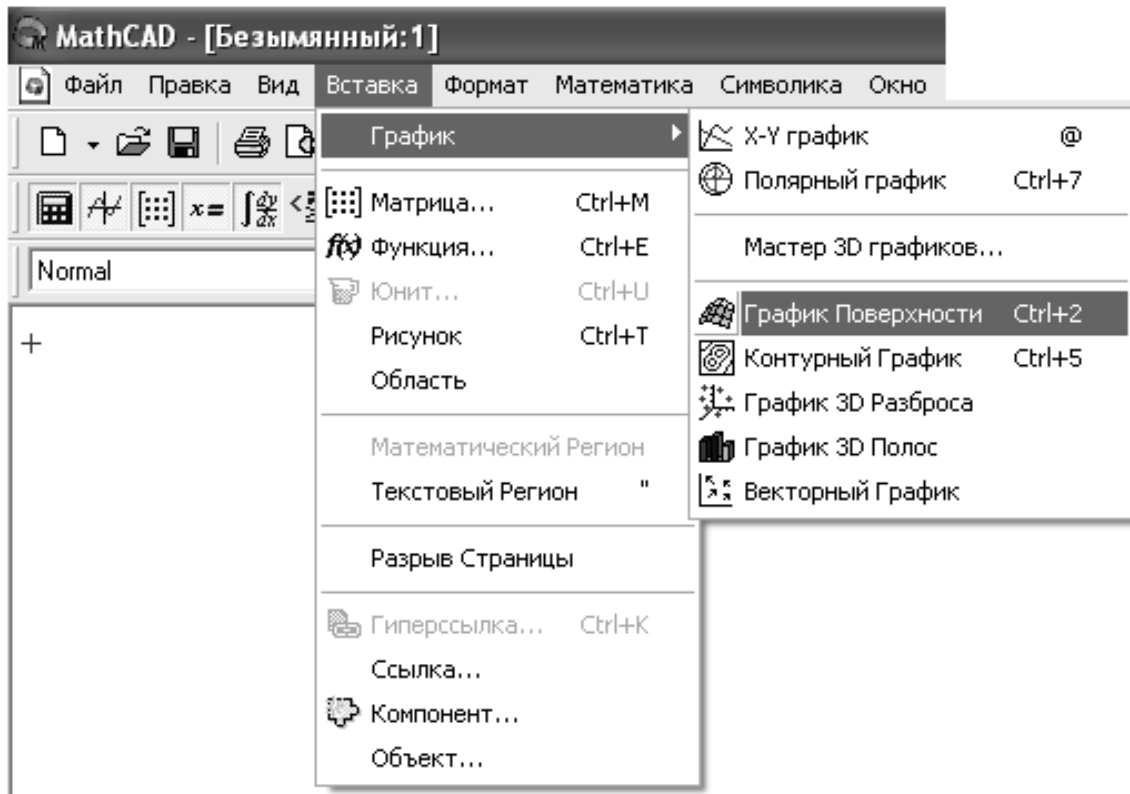 MathCAD - [Безымянный:1]
Файл Правка Вид Вставка Формат Математика Символика Окно
График
Матрица... Ctrl+M
Функция... Ctrl+E
Юнит... Ctrl+U
Рисунок Ctrl+T
Область
Математический Регион
Текстовый Регион "
Разрыв Страницы
Гиперссылка... Ctrl+K
Ссылка...
Компонент...
Объект...
X-Y график @
Полярный график Ctrl+7
Мастер 3D графиков...
График Поверхности Ctrl+2
Контурный График Ctrl+5
График 3D Разброса
График 3D Полос
Векторный График
Normal